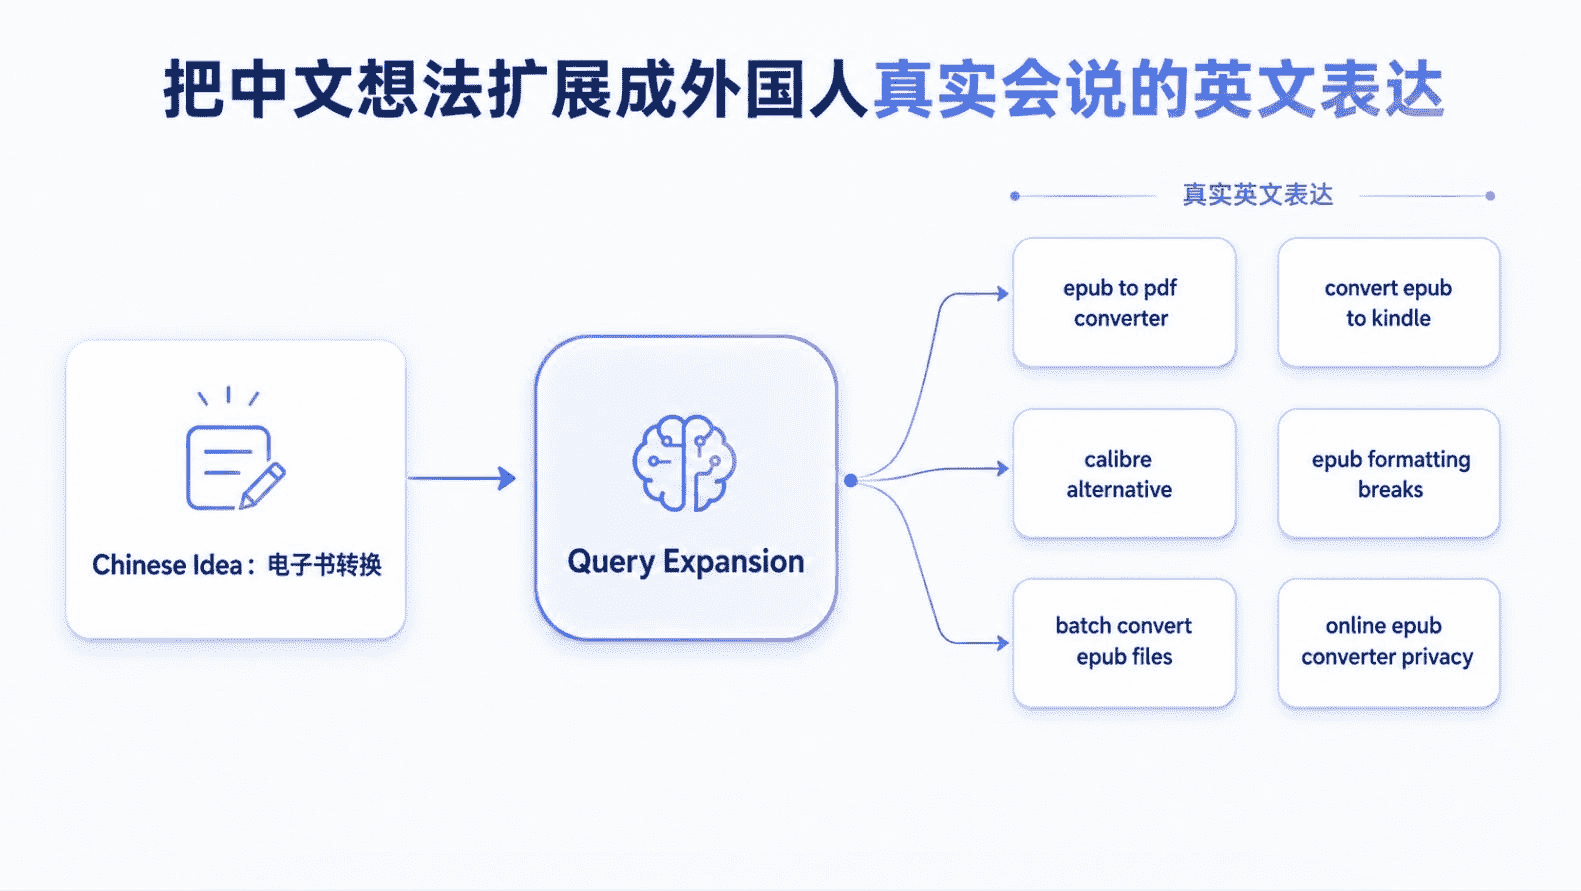 把中文想法扩展成外国人真实会说的英文表达
真实英文表达
Chinese Idea：电子书转换
Query Expansion
epub to pdf
converter
convert epub
to kindle
calibre
alternative
epub formatting
breaks
batch convert
epub files
online epub
converter privacy